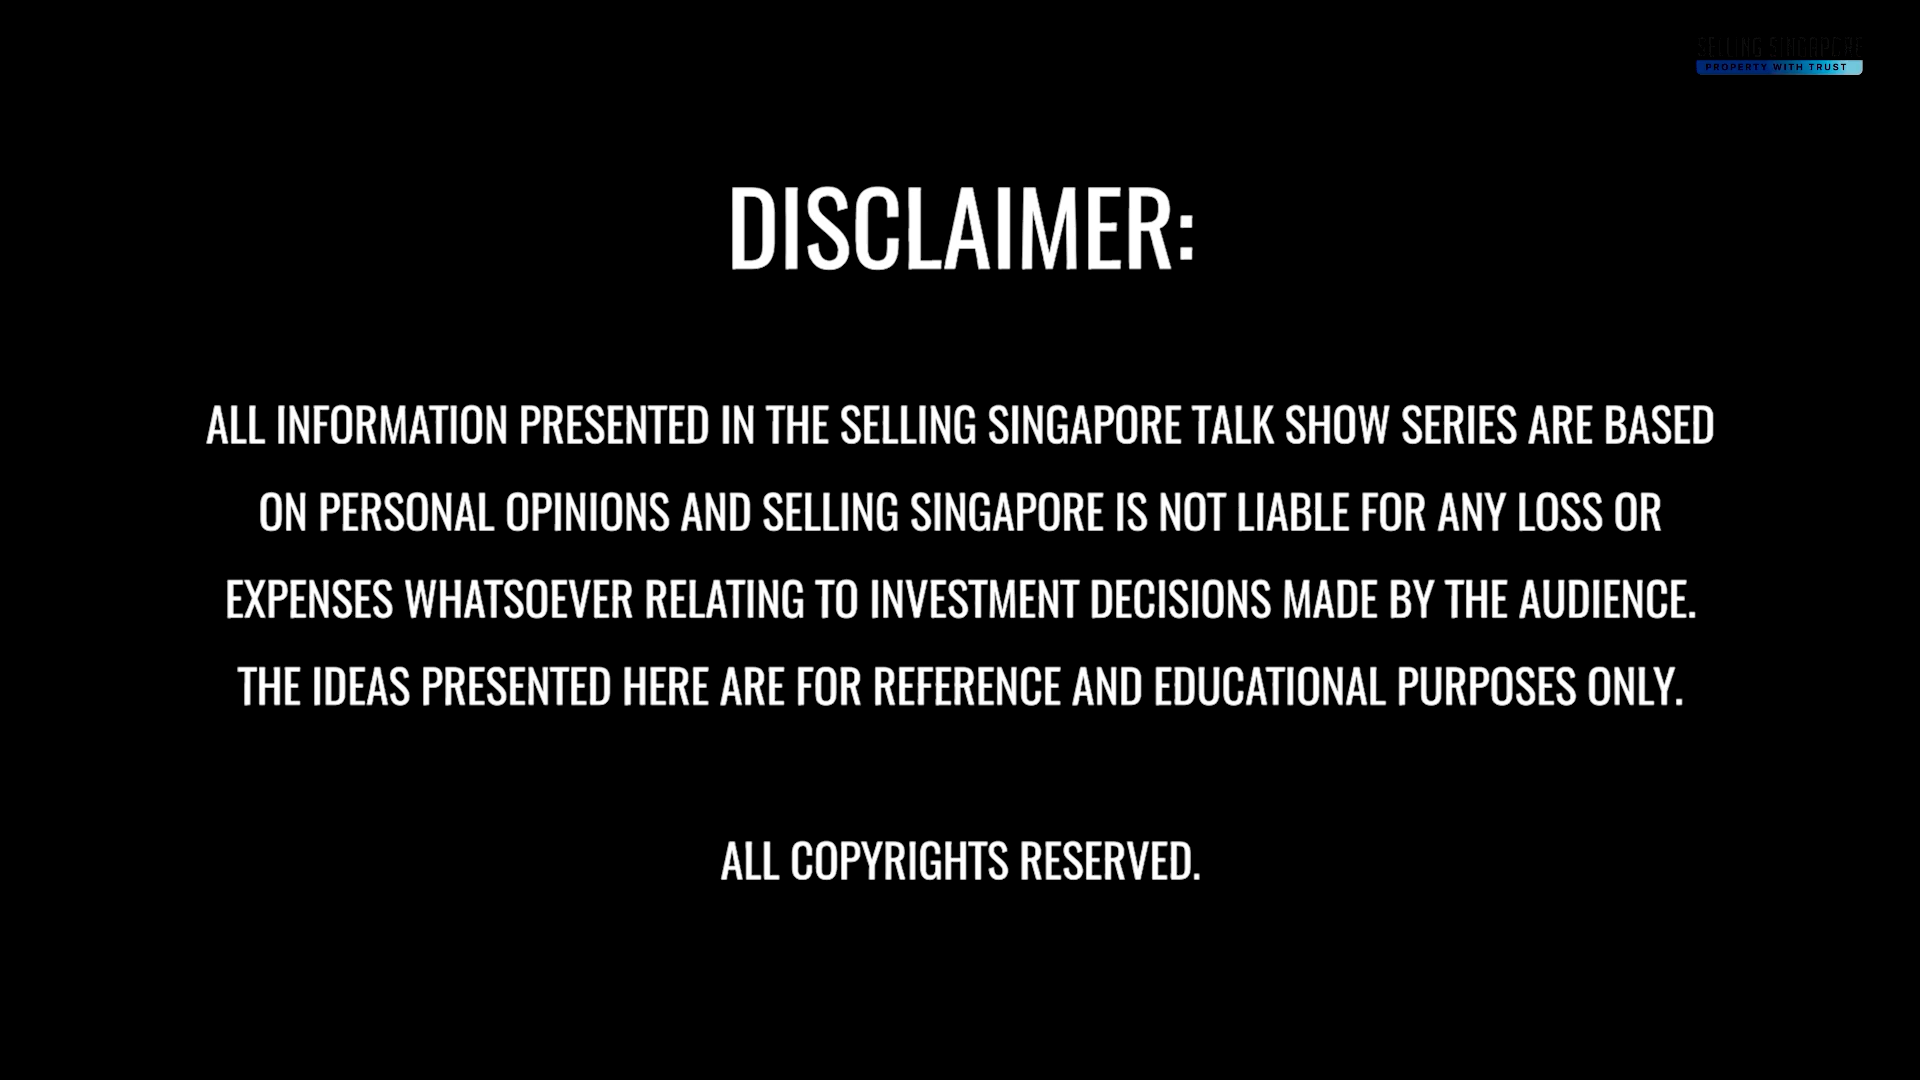 SELLING SINGAPORE
PROPERTY WITH TRUST
DISCLAIMER:
ALL INFORMATION PRESENTED IN THE SELLING SINGAPORE TALK SHOW SERIES ARE BASED
ON PERSONAL OPINIONS AND SELLING SINGAPORE IS NOT LIABLE FOR ANY LOSS OR
EXPENSES WHATSOEVER RELATING TO INVESTMENT DECISIONS MADE BY THE AUDIENCE.
THE IDEAS PRESENTED HERE ARE FOR REFERENCE AND EDUCATIONAL PURPOSES ONLY.
ALL COPYRIGHTS RESERVED.